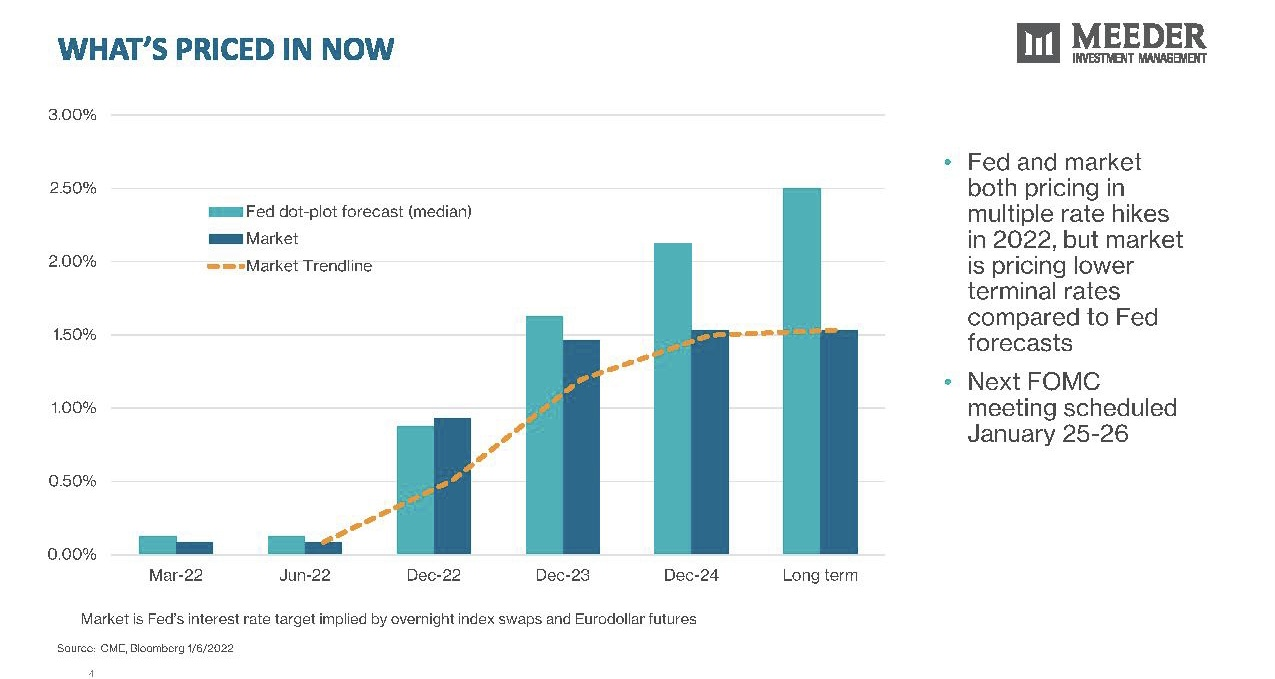 WHAT'S PRICED IN NOW
MEEDER
INVESTMENT MANAGEMENT
3.00%
2.50%
2.00%
1.50%
1.00%
0.50%
0.00%
Fed dot-plot forecast (median)
Market
Market Trendline
Mar-22 Jun-22 Dec-22 Dec-23 Dec-24 Long term
• Fed and market
both pricing in
multiple rate hikes
in 2022, but market
is pricing lower
terminal rates
compared to Fed
forecasts
• Next FOMC
meeting scheduled
January 25-26
Market is Fed's interest rate target implied by overnight index swaps and Eurodollar futures
Source: CME, Bloomberg 1/6/2022
4